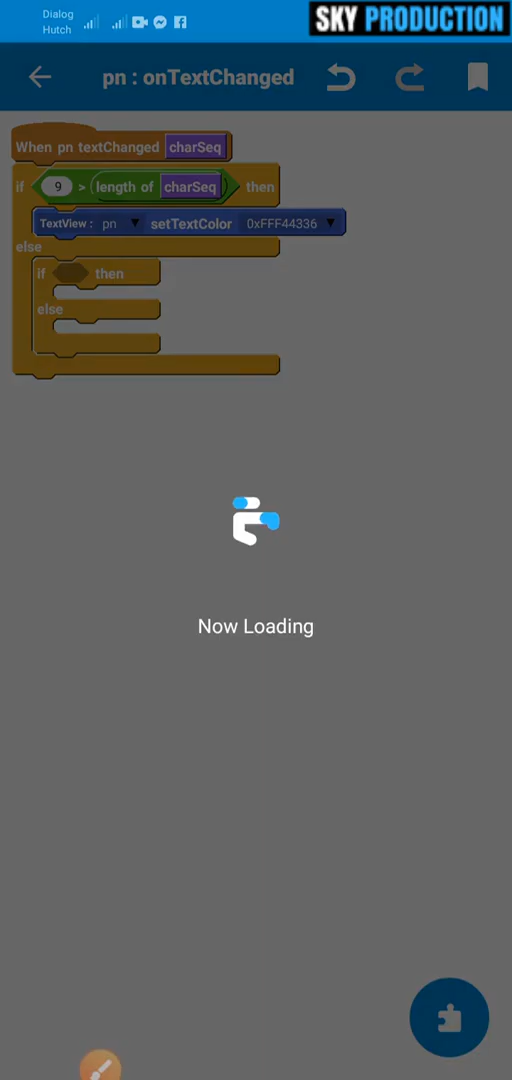 Dialog
Hutch
SKY PRODUCTION
pn : onTextChanged
When pn textChanged charSeq
if 9 > length of charSeq then
TextView : pn setTextColor 0xFFF44336
else
if then
else
Now Loading